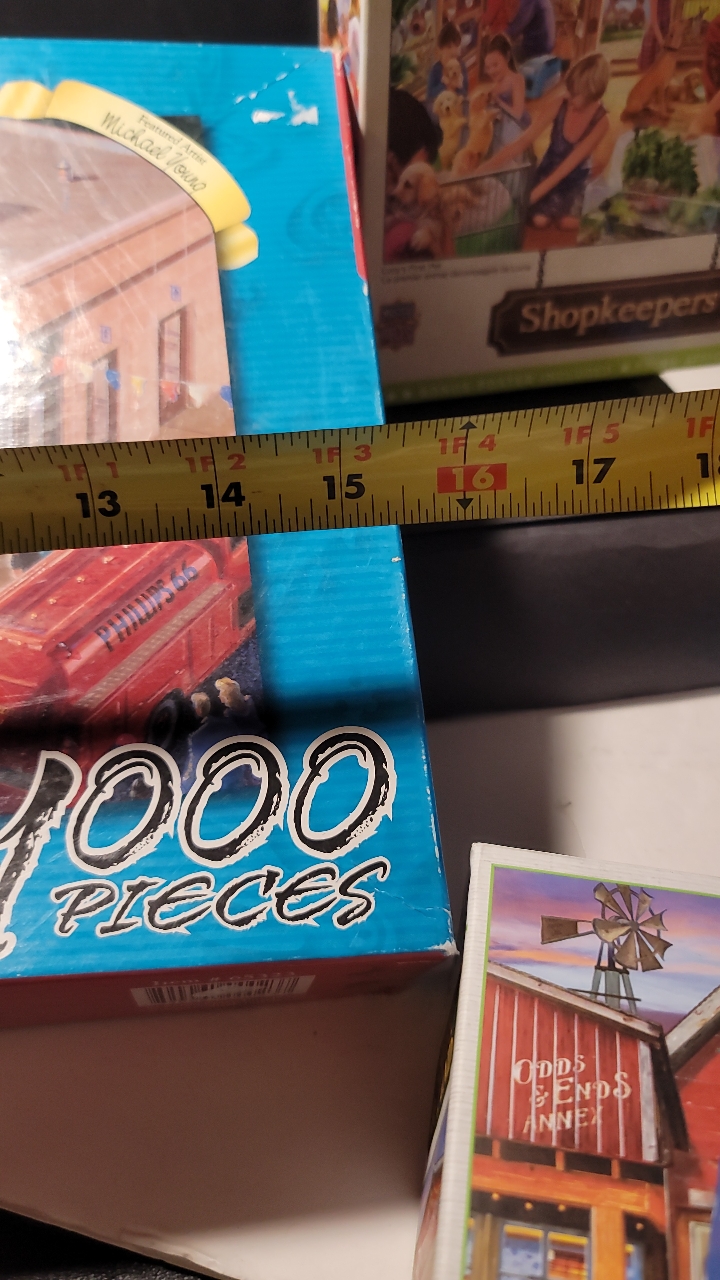 Featured Artist
Michael Young
Shopkeepers
1F 1 1F 2 1F 3 1F 4 1F 5 1F
13 14 15 16 17
PHILLIPS 66
1000
PIECES
ODDS
& ENDS
ANNEX